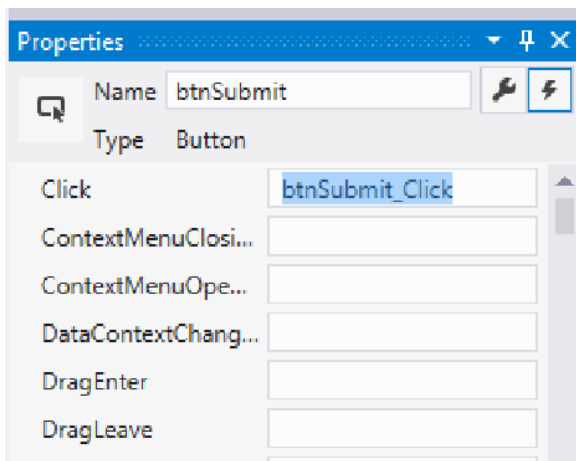 Properties
Name btnSubmit
Type Button
Click btnSubmit_Click
ContextMenuClosi...
ContextMenuOpe...
DataContextChang...
DragEnter
DragLeave